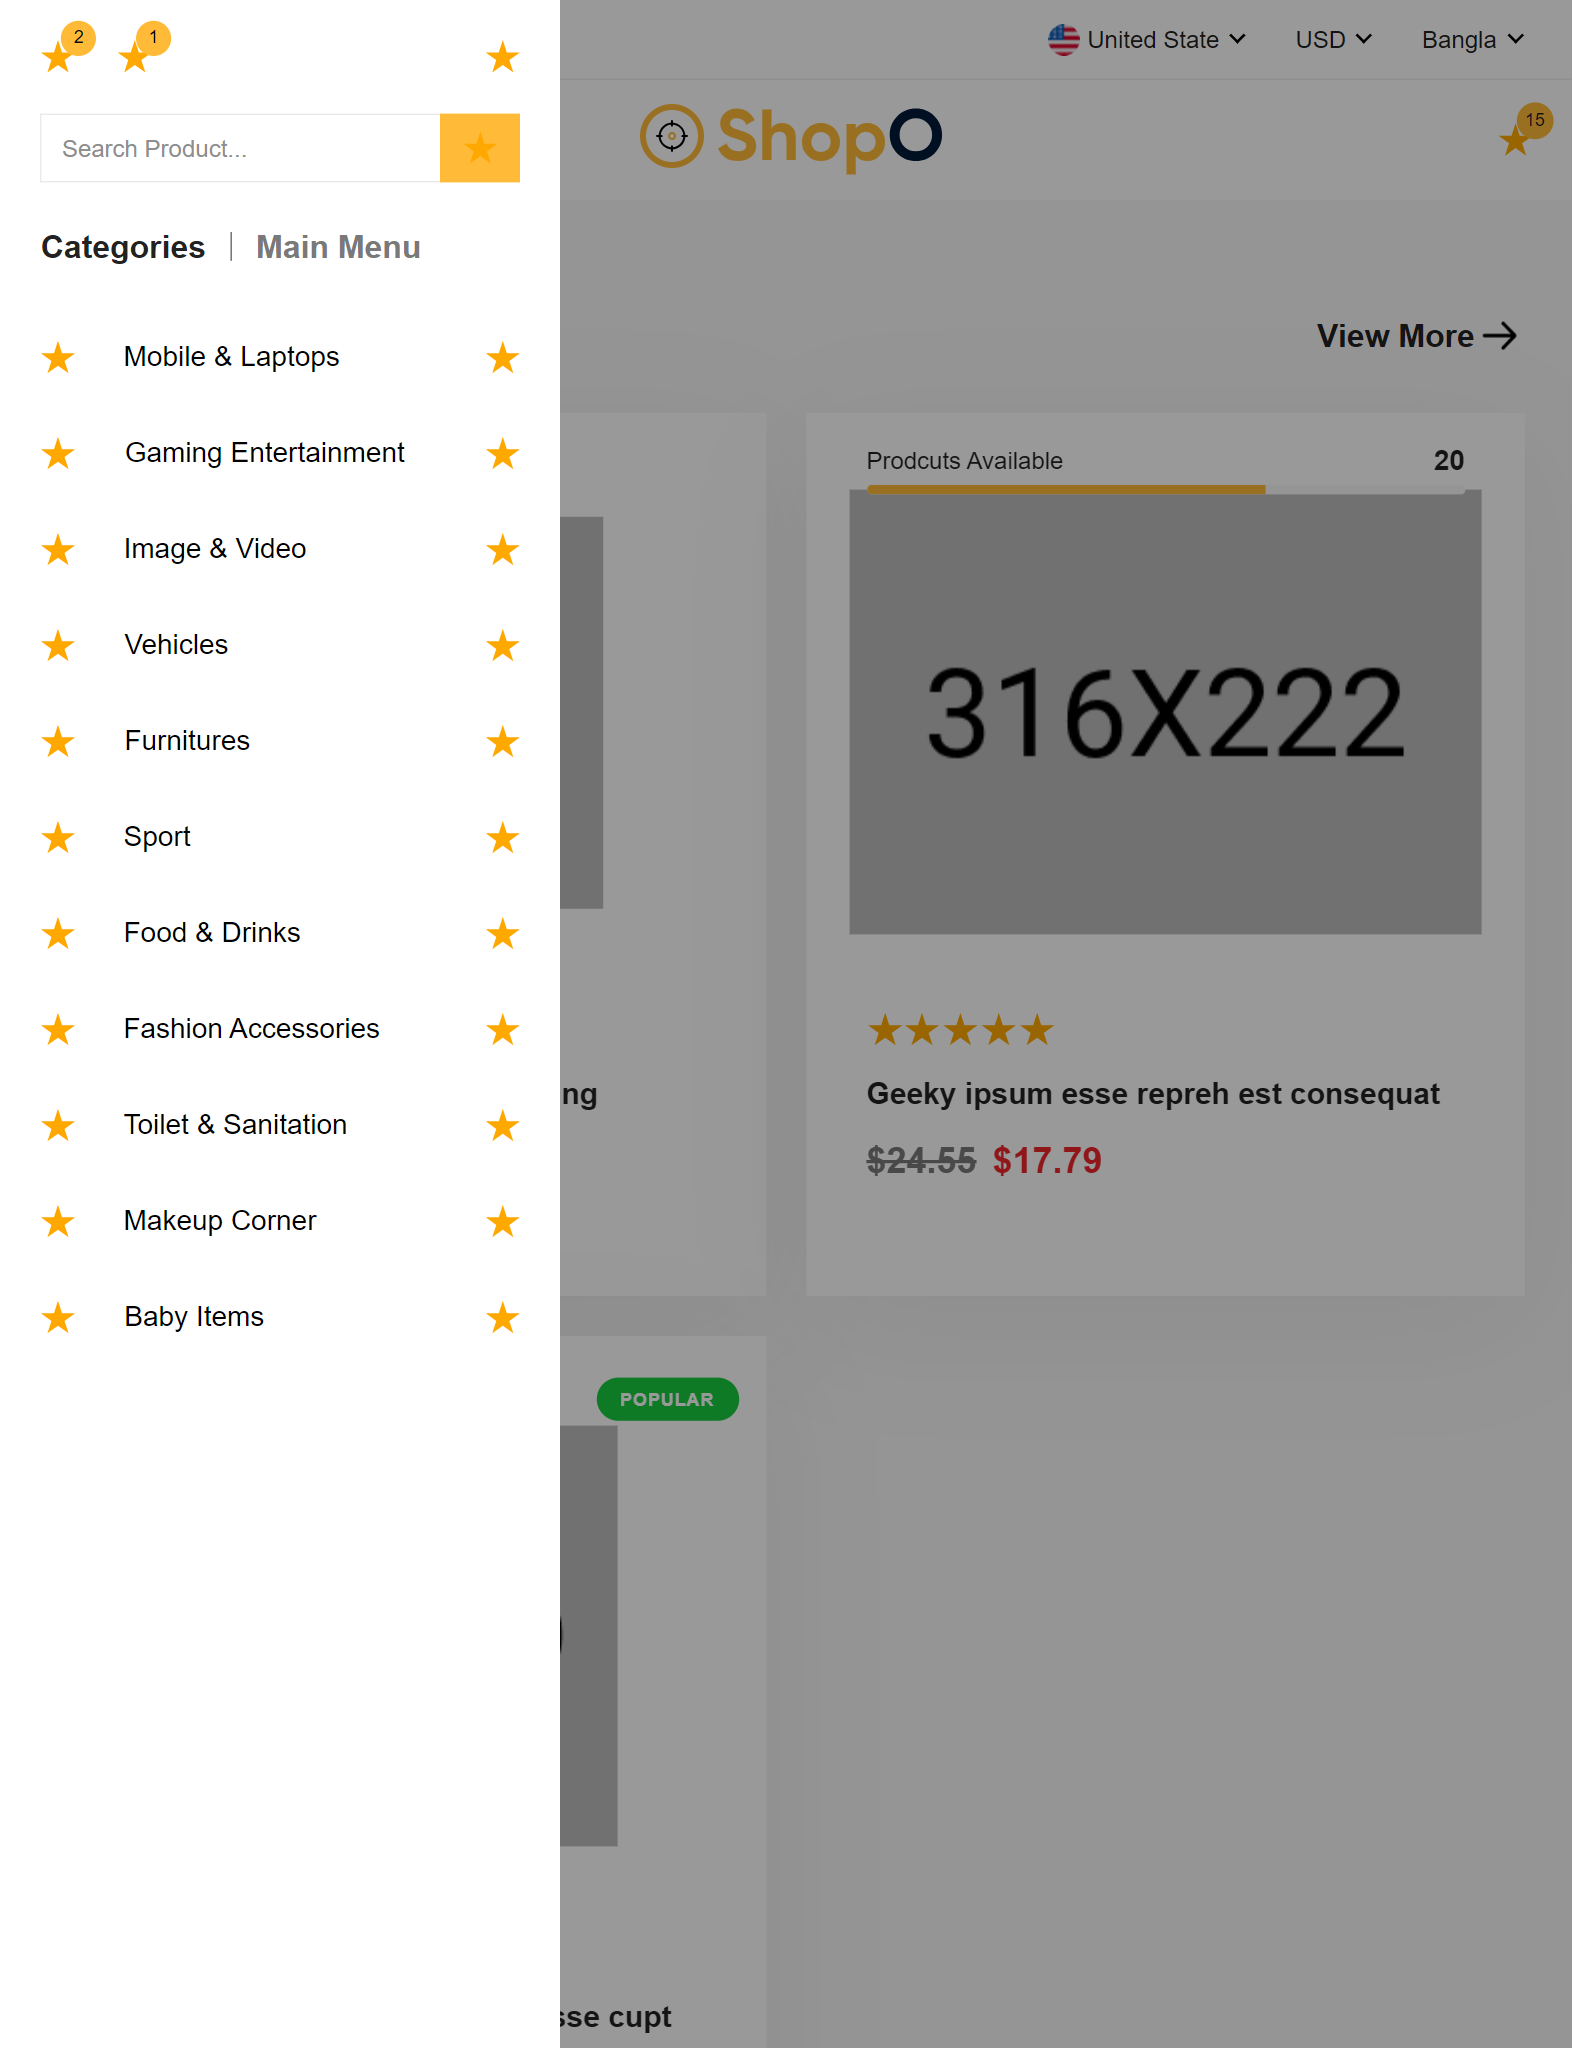 2
1
United State
USD
Bangla
ShopO
15
Search Product...
Categories
Main Menu
View More
Mobile & Laptops
Gaming Entertainment
Image & Video
Vehicles
Furnitures
Sport
Food & Drinks
Fashion Accessories
Toilet & Sanitation
Makeup Corner
Baby Items
Prodcuts Available
20
316X222
ng
Geeky ipsum esse repreh est consequat
$24.55 $17.79
POPULAR
sse cupt